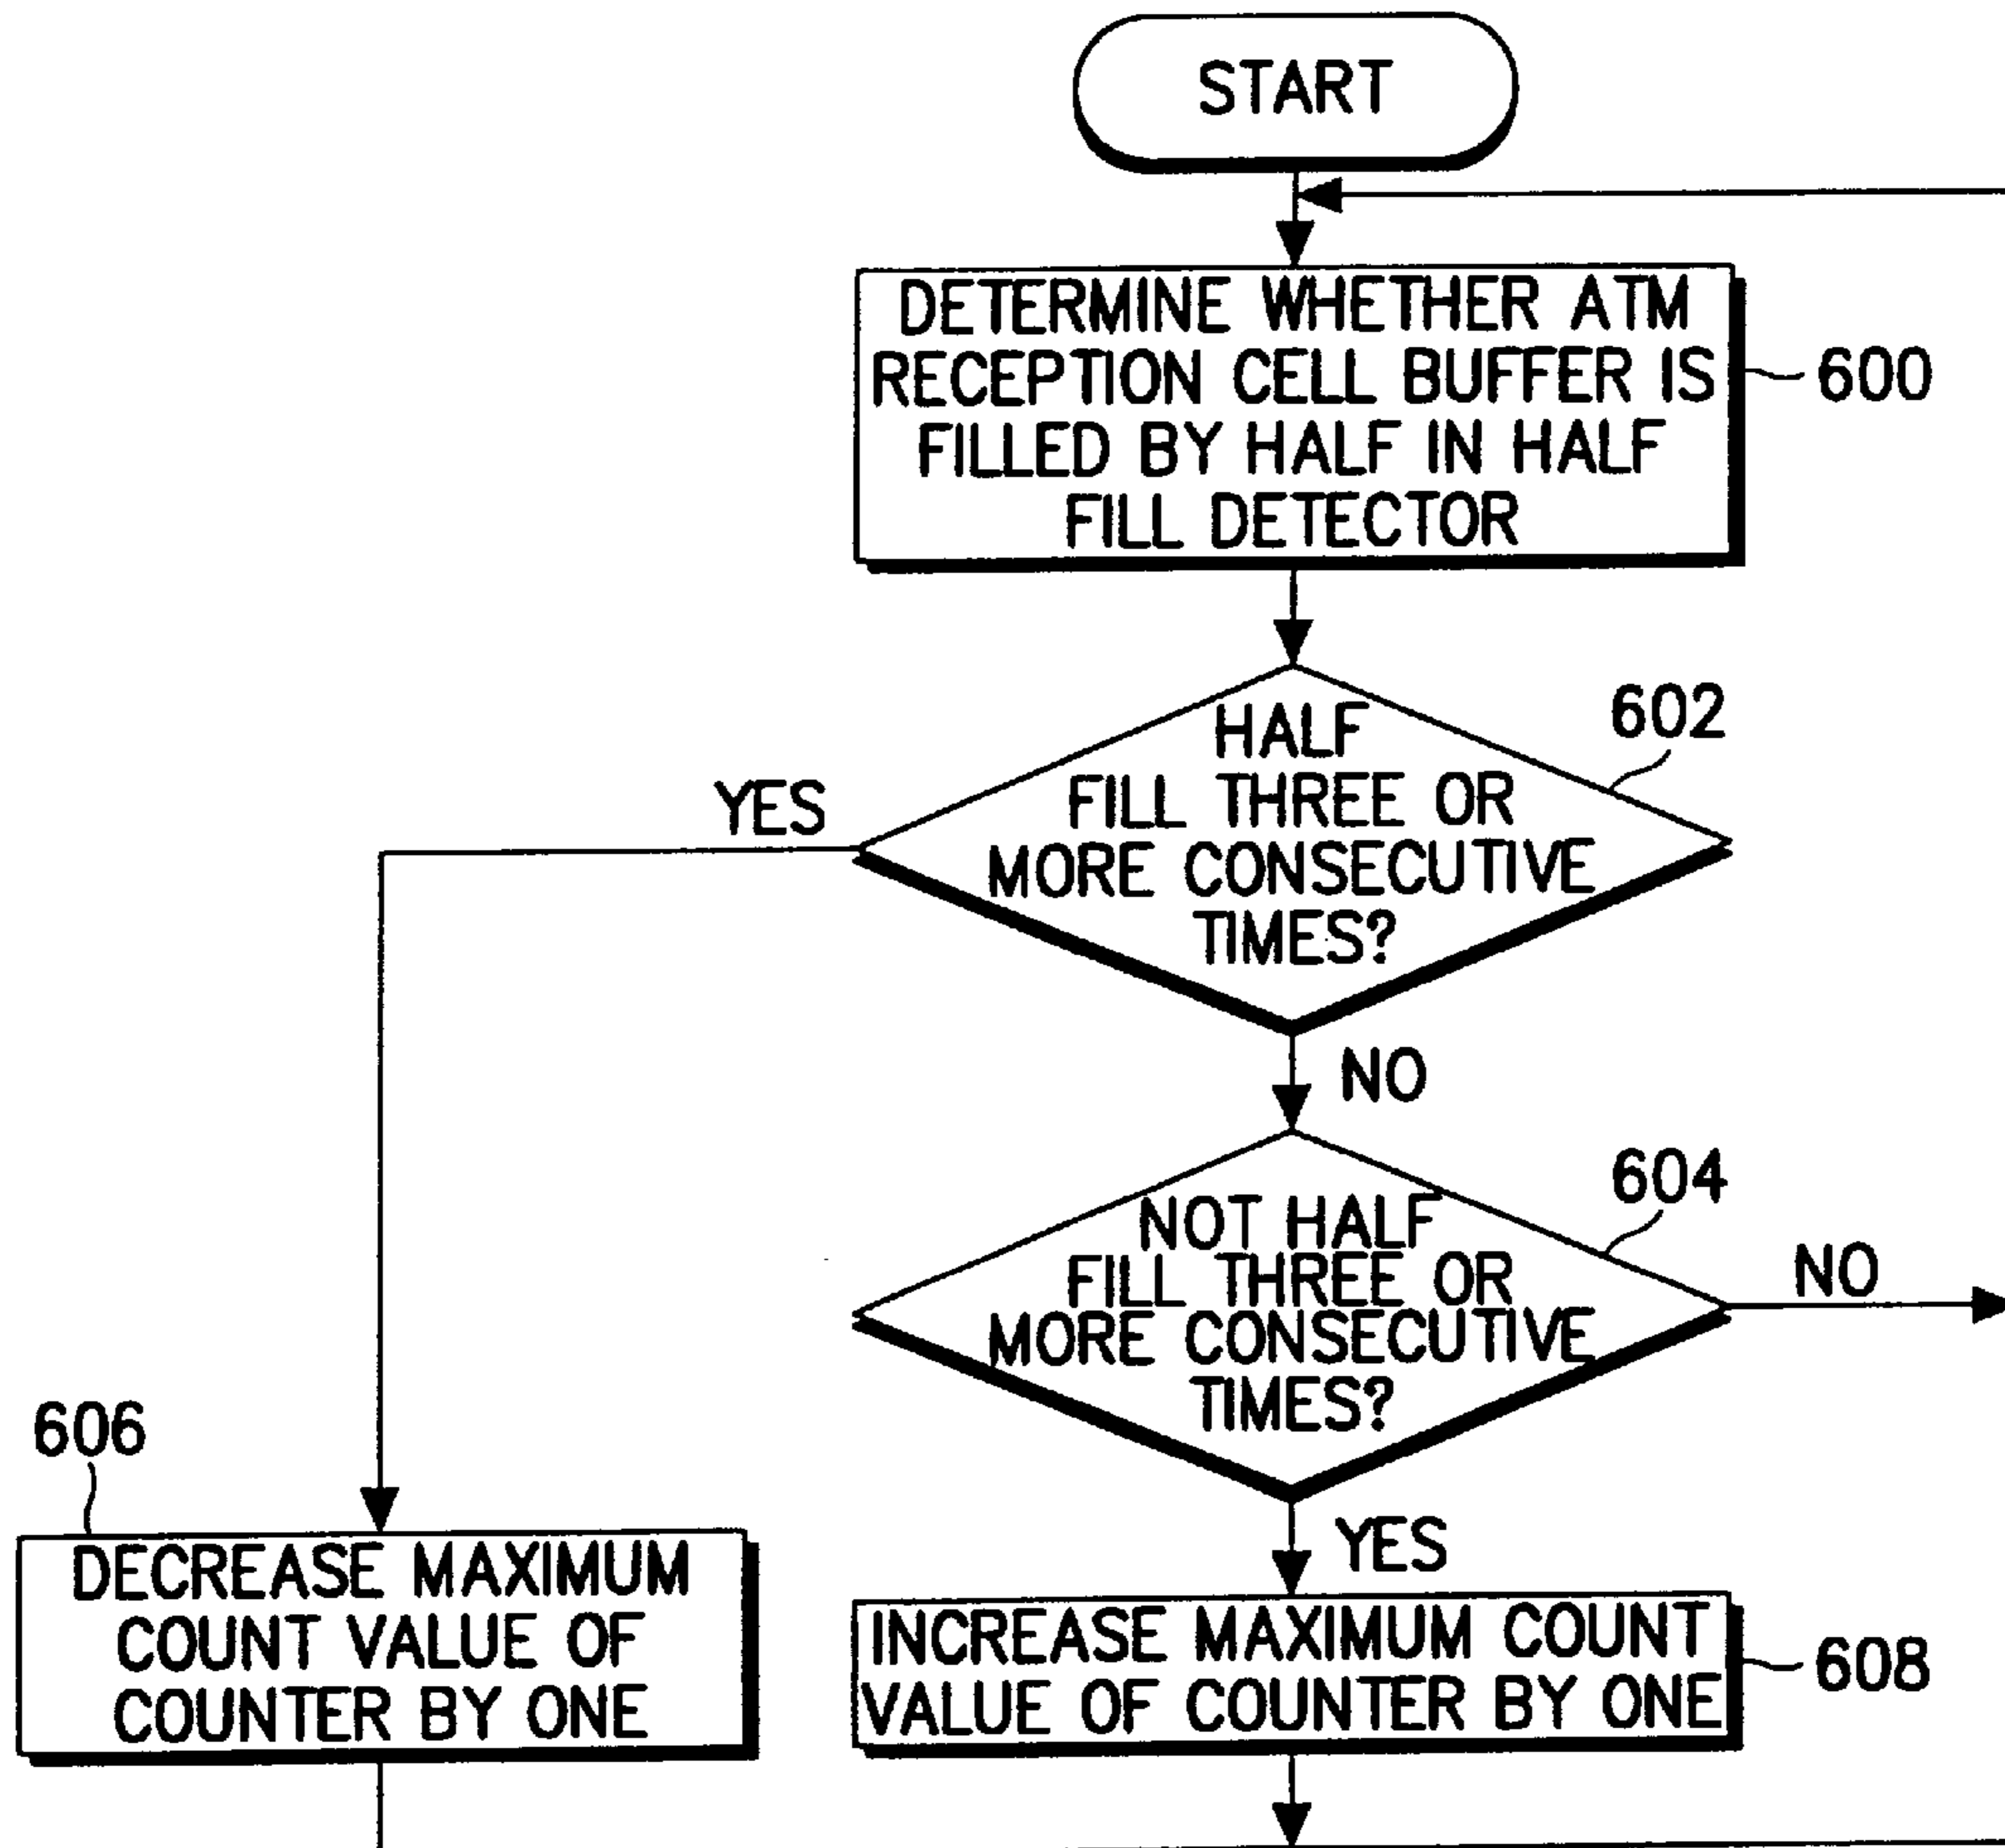 START
DETERMINE WHETHER ATM
RECEPTION CELL BUFFER IS
FILLED BY HALF IN HALF
FILL DETECTOR
600
HALF
FILL THREE OR
MORE CONSECUTIVE
TIMES?
602
YES
NO
NOT HALF
FILL THREE OR
MORE CONSECUTIVE
TIMES?
604
NO
YES
606
DECREASE MAXIMUM
COUNT VALUE OF
COUNTER BY ONE
INCREASE MAXIMUM COUNT
VALUE OF COUNTER BY ONE
608